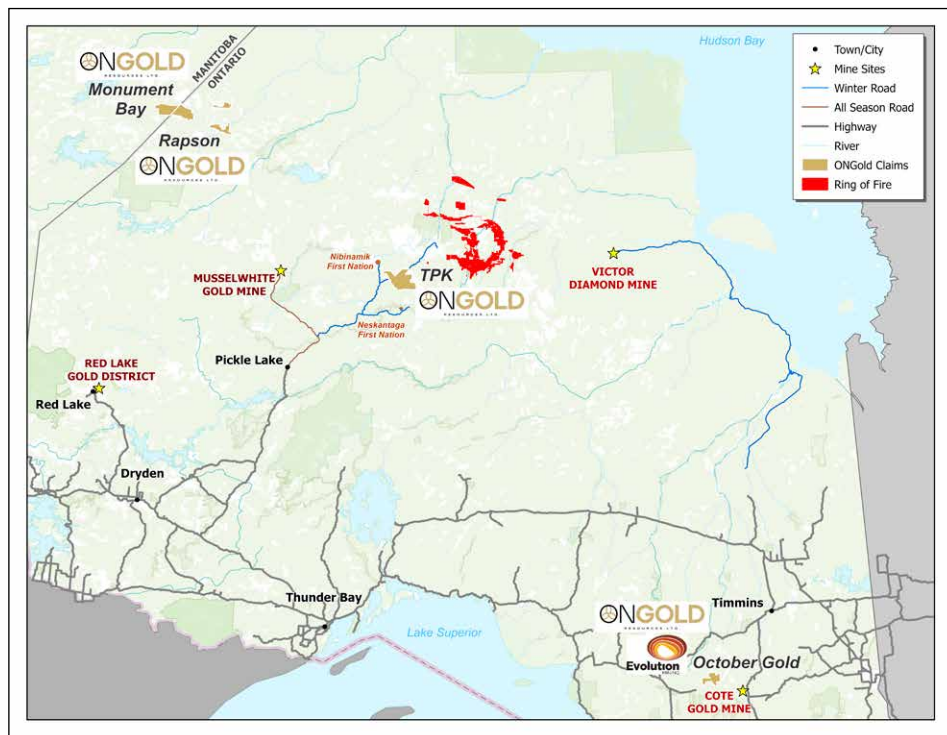 Hudson Bay
Town/City
Mine Sites
Winter Road
All Season Road
Highway
River
ONGold Claims
Ring of Fire
MANITOBA
ONTARIO
ONGOLD
RESOURCES LTD.
Monument
Bay
Rapson
ONGOLD
RESOURCES LTD.
Nibinamik
First Nation
MUSSELWHITE
GOLD MINE
TPK
ONGOLD
RESOURCES LTD.
VICTOR
DIAMOND MINE
Neskantaga
First Nation
Pickle Lake
RED LAKE
GOLD DISTRICT
Red Lake
Dryden
Thunder Bay
Lake Superior
Timmins
ONGOLD
RESOURCES LTD.
Evolution
MINING
October Gold
COTE
GOLD MINE